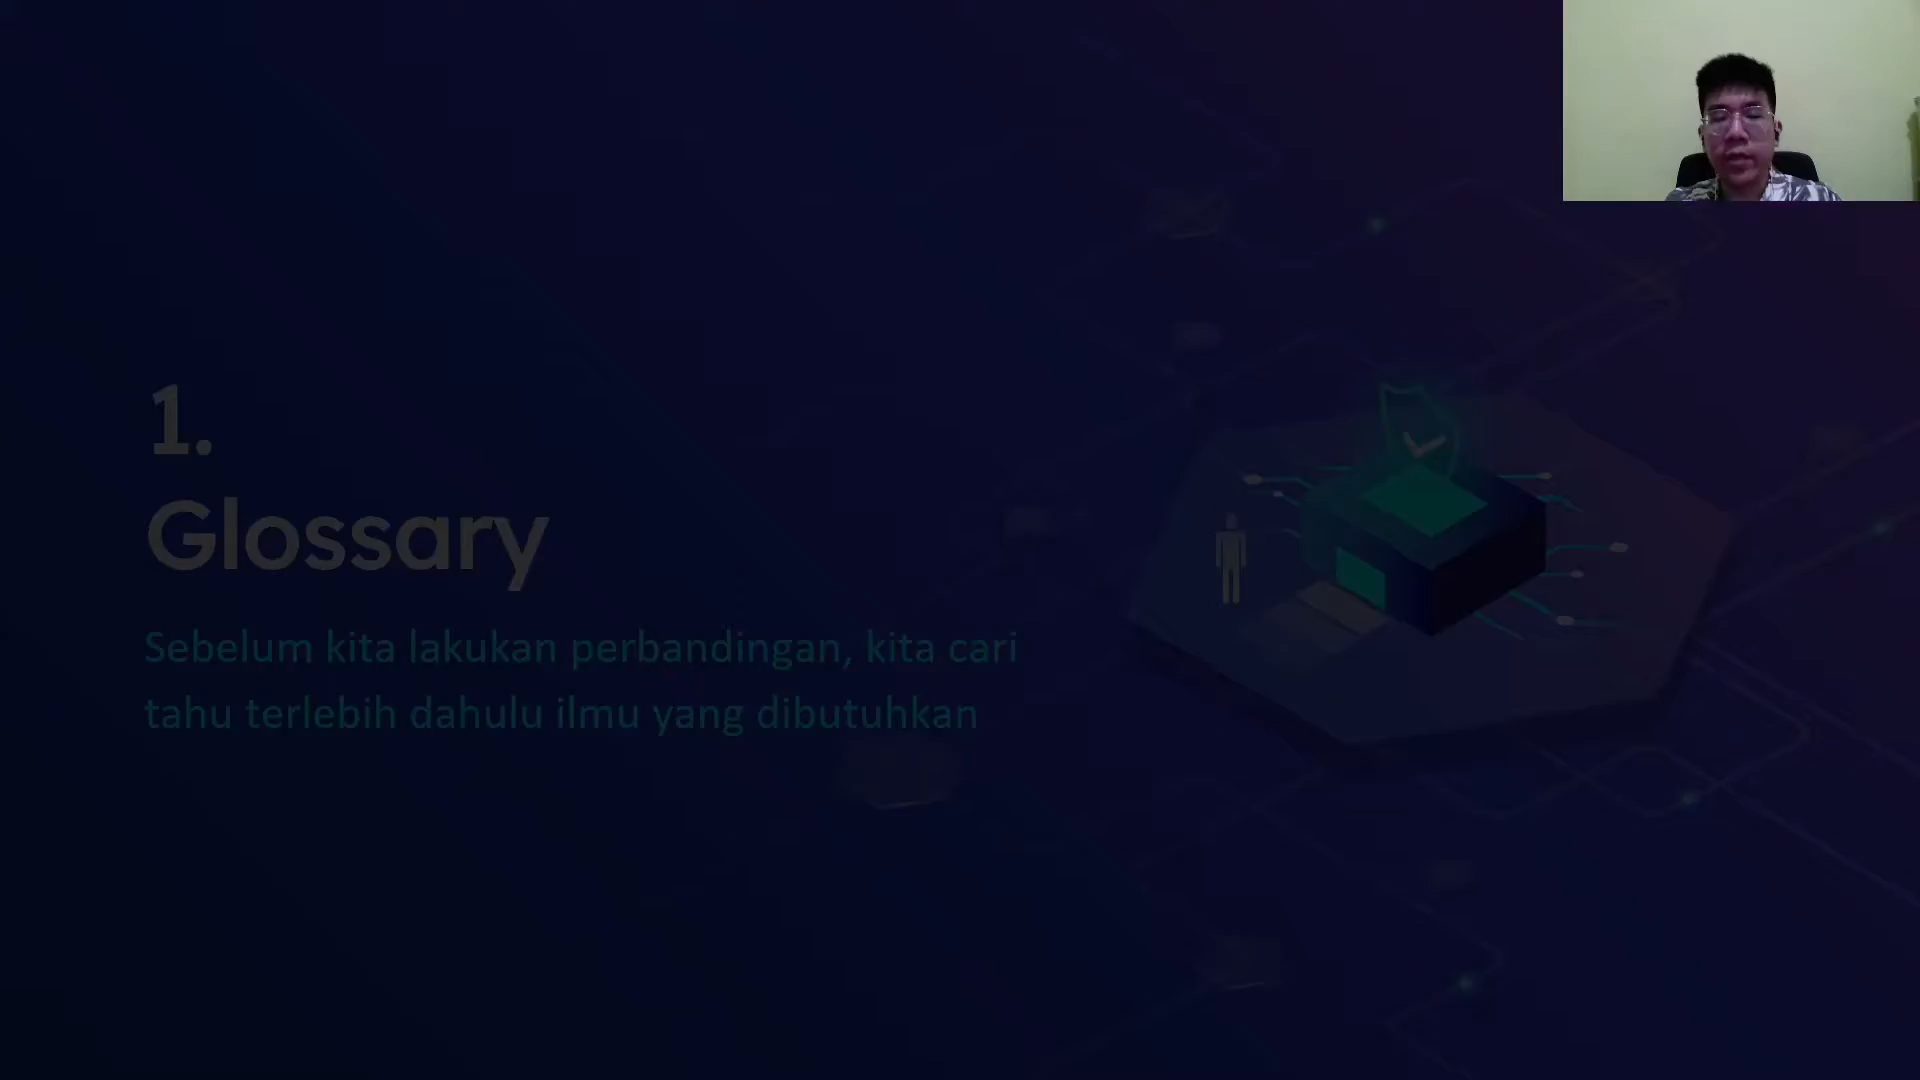 1.
Glossary
Sebelum kita lakukan perbandingan, kita cari
tahu terlebih dahulu ilmu yang dibutuhkan